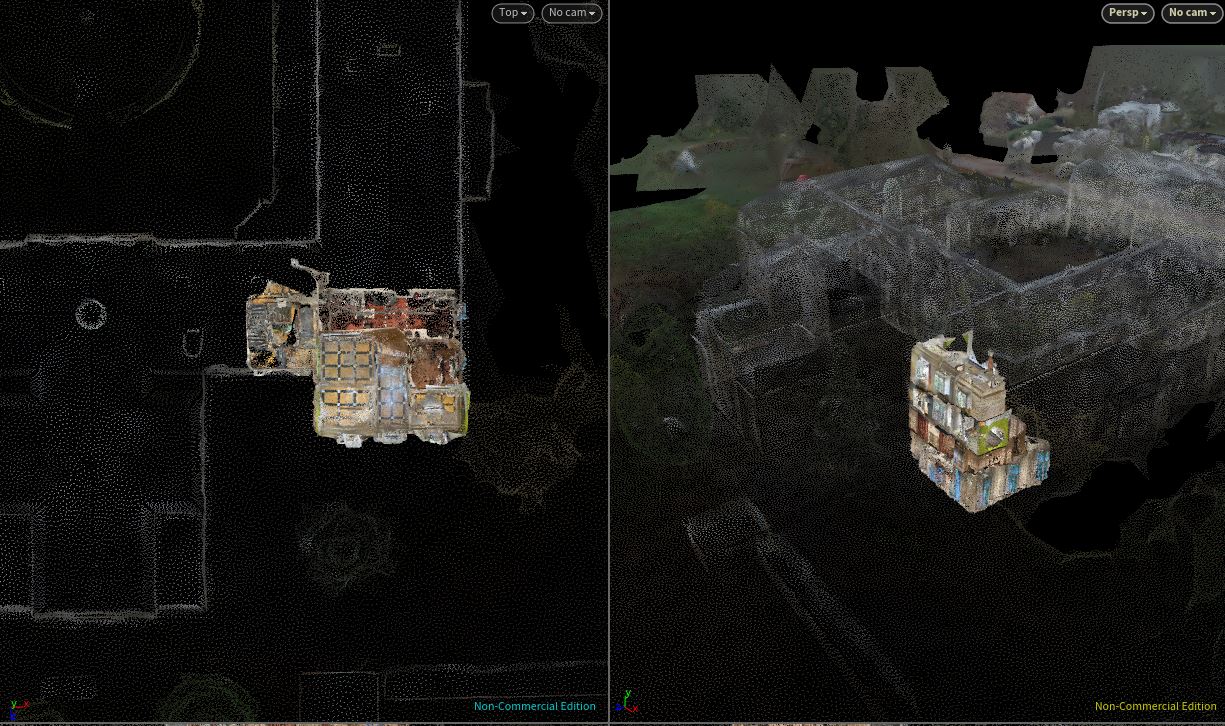 Top
No cam
Persp
No cam
y x
Non-Commercial Edition
y
x
Non-Commercial Edition